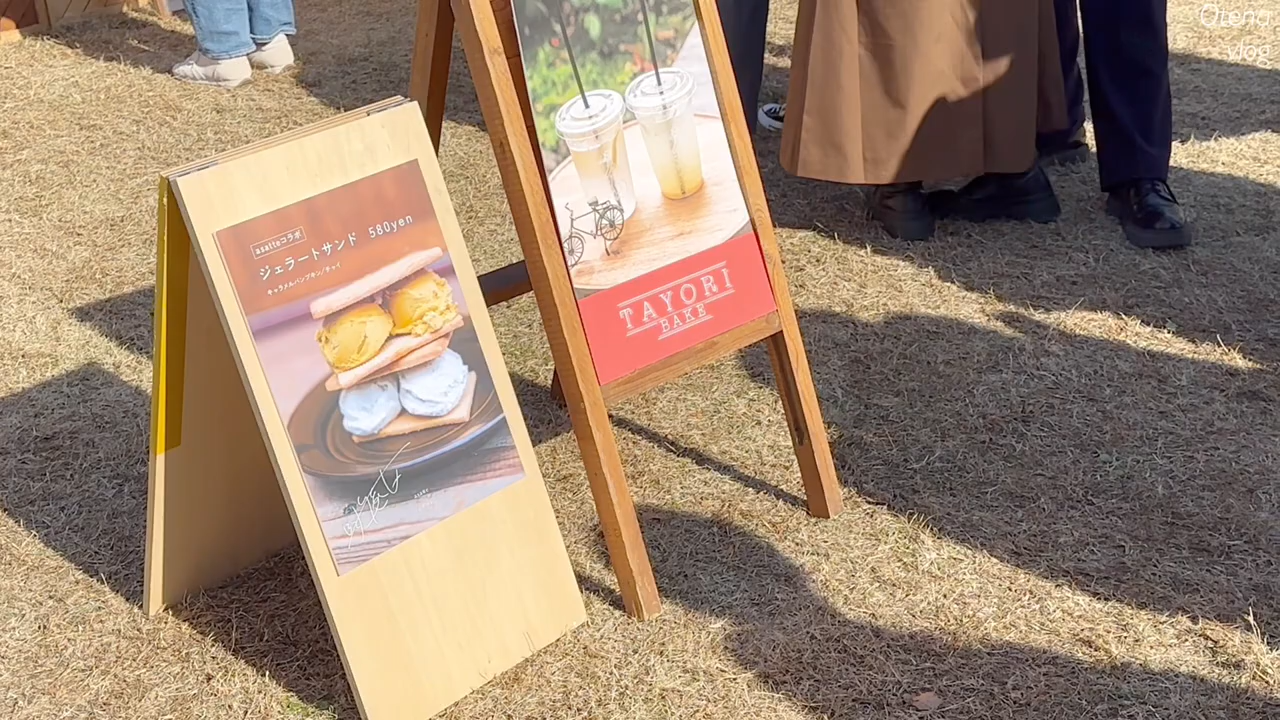 Otena
vlog
asatteコラボ
ジェラートサンド 580yen
キャラメルパンプキン/チャイ
TAYORI
BAKE